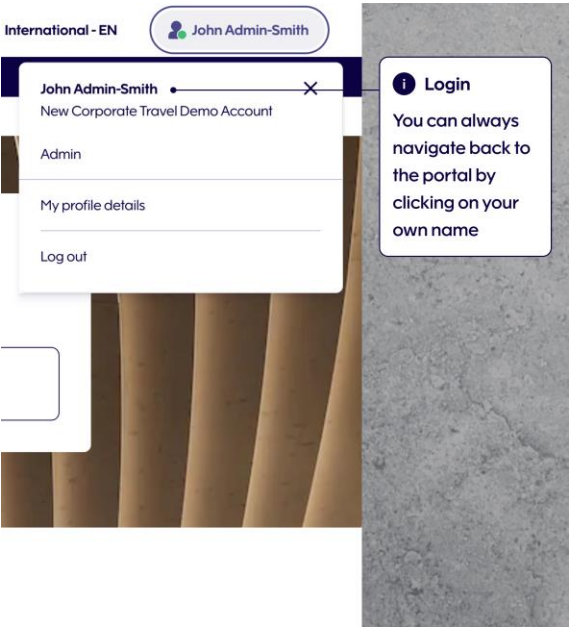 International - EN
John Admin-Smith
John Admin-Smith
New Corporate Travel Demo Account
Admin
My profile details
Log out
i Login
You can always
navigate back to
the portal by
clicking on your
own name